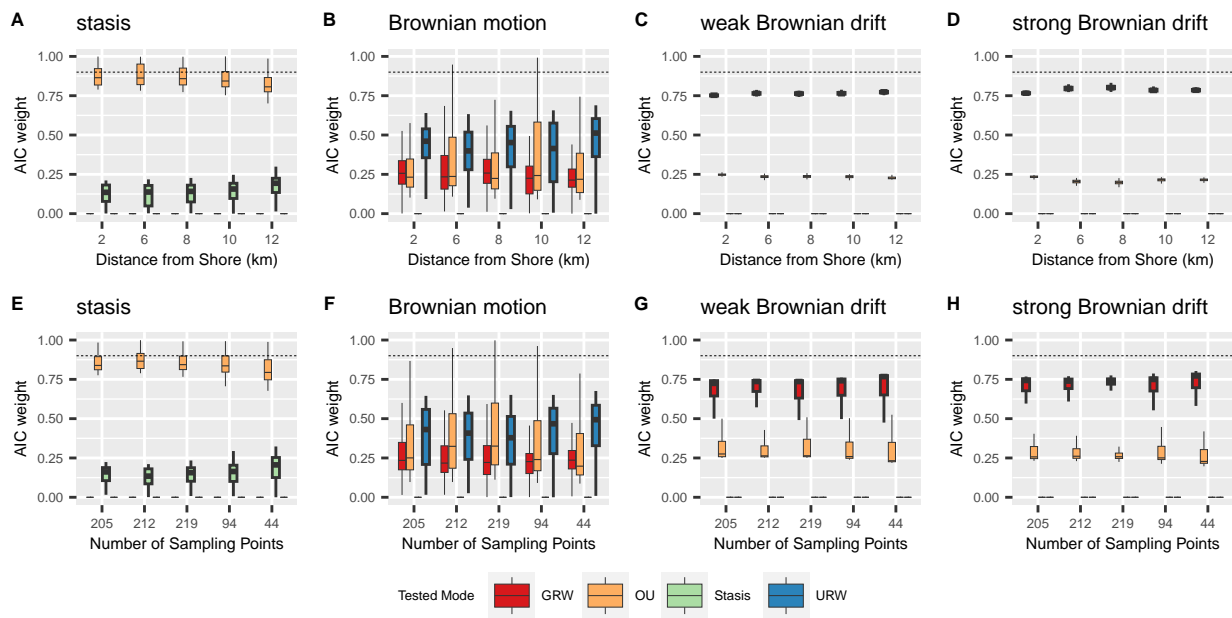 A stasis
B Brownian motion
C weak Brownian drift
D strong Brownian drift
AIC weight
1.00
0.75
0.50
0.25
0.00
2 6 8 10 12
Distance from Shore (km)
AIC weight
1.00
0.75
0.50
0.25
0.00
2 6 8 10 12
Distance from Shore (km)
AIC weight
1.00
0.75
0.50
0.25
0.00
2 6 8 10 12
Distance from Shore (km)
AIC weight
1.00
0.75
0.50
0.25
0.00
2 6 8 10 12
Distance from Shore (km)
E stasis
F Brownian motion
G weak Brownian drift
H strong Brownian drift
AIC weight
1.00
0.75
0.50
0.25
0.00
205 212 219 94 44
Number of Sampling Points
AIC weight
1.00
0.75
0.50
0.25
0.00
205 212 219 94 44
Number of Sampling Points
AIC weight
1.00
0.75
0.50
0.25
0.00
205 212 219 94 44
Number of Sampling Points
AIC weight
1.00
0.75
0.50
0.25
0.00
205 212 219 94 44
Number of Sampling Points
Tested Mode GRW OU Stasis URW